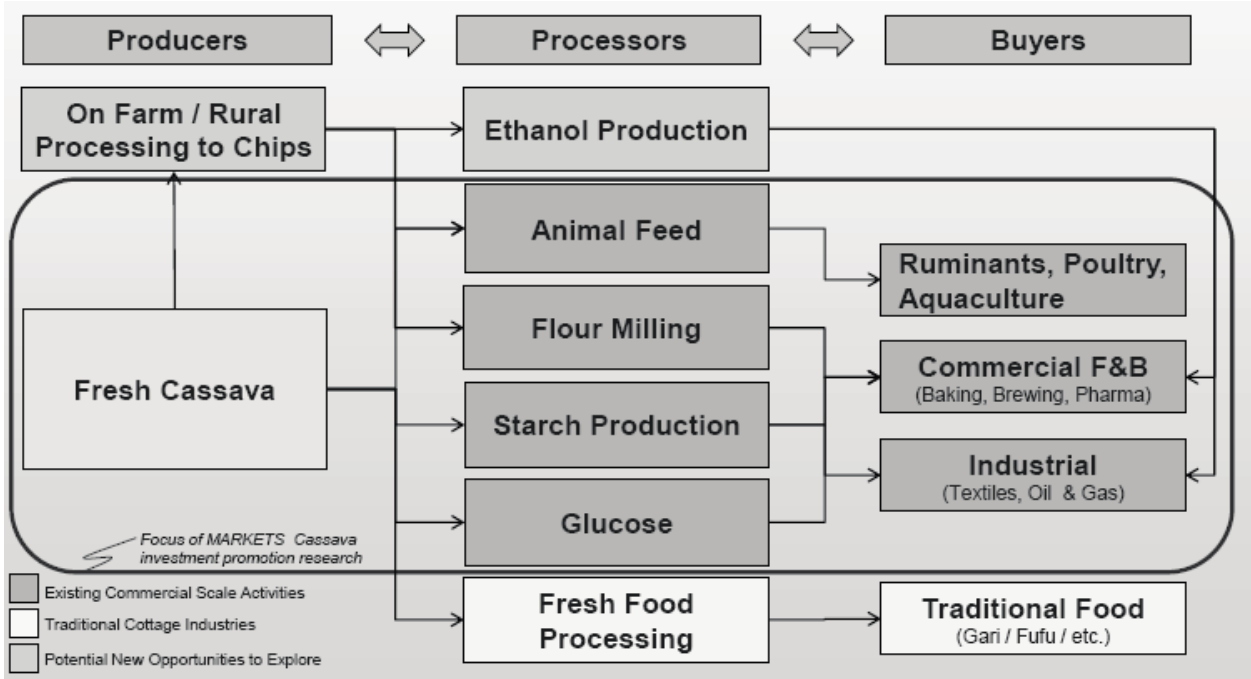 Producers
Processors
Buyers
On Farm / Rural
Processing to Chips
Ethanol Production
Animal Feed
Ruminants, Poultry,
Aquaculture
Fresh Cassava
Flour Milling
Commercial F&B
(Baking, Brewing, Pharma)
Starch Production
Industrial
(Textiles, Oil & Gas)
Glucose
Focus of MARKETS Cassava
investment promotion research
Existing Commercial Scale Activities
Traditional Cottage Industries
Potential New Opportunities to Explore
Fresh Food
Processing
Traditional Food
(Gari / Fufu / etc.)